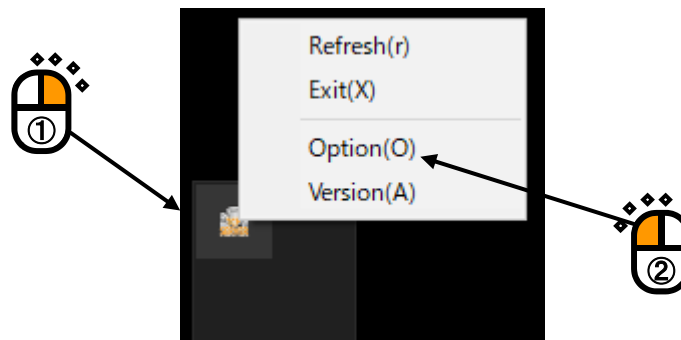 Refresh(r)
Exit(X)
①
Option(O)
Version(A)
②